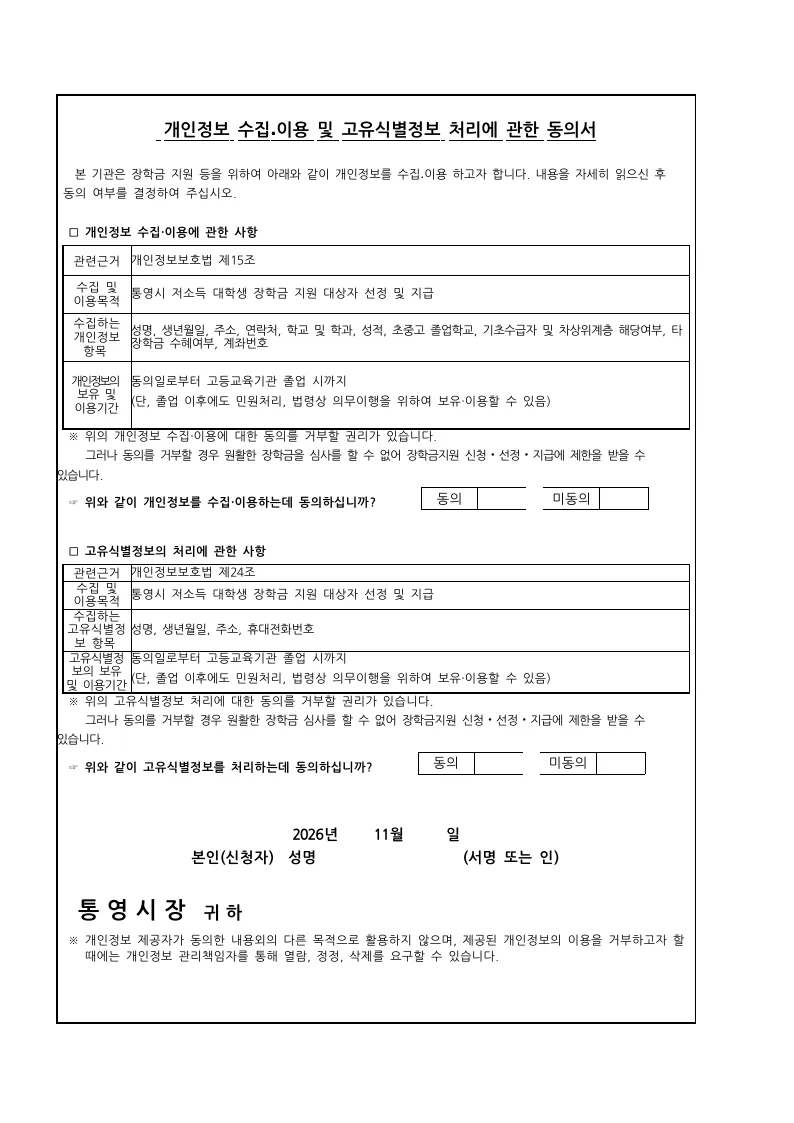 개인정보 수집.이용 및 고유식별정보 처리에 관한 동의서
본 기관은 장학금 지원 등을 위하여 아래와 같이 개인정보를 수집.이용 하고자 합니다. 내용을 자세히 읽으신 후
동의 여부를 결정하여 주십시오.
□ 개인정보 수집·이용에 관한 사항
관련근거 개인정보보호법 제15조
수집 및
이용목적
통영시 저소득 대학생 장학금 지원 대상자 선정 및 지급
수집하는
개인정보
항목
성명, 생년월일, 주소, 연락처, 학교 및 학과, 성적, 초중고 졸업학교, 기초수급자 및 차상위계층 해당여부, 타
장학금 수혜여부, 계좌번호
개인정보의
보유 및
이용기간
동의일로부터 고등교육기관 졸업 시까지
(단, 졸업 이후에도 민원처리, 법령상 의무이행을 위하여 보유·이용할 수 있음)
※ 위의 개인정보 수집·이용에 대한 동의를 거부할 권리가 있습니다.
그러나 동의를 거부할 경우 원활한 장학금을 심사를 할 수 없어 장학금지원 신청・선정・지급에 제한을 받을 수
있습니다.
☞ 위와 같이 개인정보를 수집·이용하는데 동의하십니까? 동의 미동의
□ 고유식별정보의 처리에 관한 사항
관련근거 개인정보보호법 제24조
수집 및
이용목적
통영시 저소득 대학생 장학금 지원 대상자 선정 및 지급
수집하는
고유식별정
보 항목
성명, 생년월일, 주소, 휴대전화번호
고유식별정
보의 보유
및 이용기간
동의일로부터 고등교육기관 졸업 시까지
(단, 졸업 이후에도 민원처리, 법령상 의무이행을 위하여 보유·이용할 수 있음)
※ 위의 고유식별정보 처리에 대한 동의를 거부할 권리가 있습니다.
그러나 동의를 거부할 경우 원활한 장학금 심사를 할 수 없어 장학금지원 신청・선정・지급에 제한을 받을 수
있습니다.
☞ 위와 같이 고유식별정보를 처리하는데 동의하십니까? 동의 미동의
2026년 11월 일
본인(신청자) 성명 (서명 또는 인)
통 영 시 장 귀 하
※ 개인정보 제공자가 동의한 내용외의 다른 목적으로 활용하지 않으며, 제공된 개인정보의 이용을 거부하고자 할
때에는 개인정보 관리책임자를 통해 열람, 정정, 삭제를 요구할 수 있습니다.